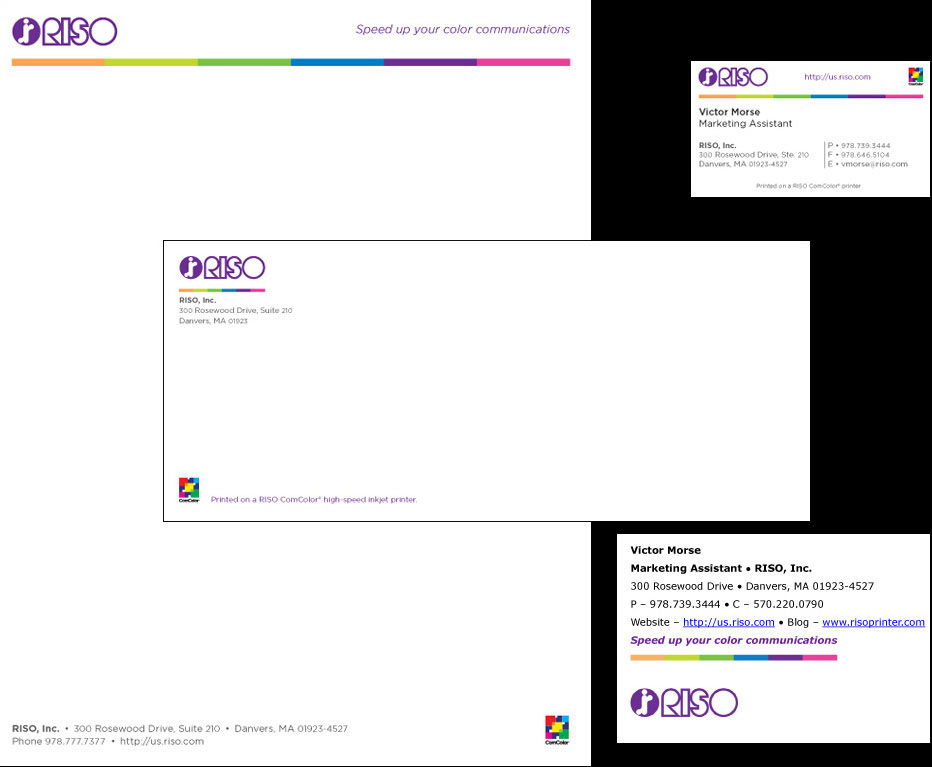 RISO
Speed up your color communications
RISO
http://us.riso.com
ComColor
Victor Morse
Marketing Assistant
RISO, Inc.
300 Rosewood Drive, Ste. 210
Danvers, MA 01923-4527
P • 978.739.3444
F • 978.646.5104
E • vmorse@riso.com
Printed on a RISO ComColor® printer
RISO
RISO, Inc.
300 Rosewood Drive, Suite 210
Danvers, MA 01923
ComColor
Printed on a RISO ComColor® high-speed inkjet printer.
Victor Morse
Marketing Assistant • RISO, Inc.
300 Rosewood Drive • Danvers, MA 01923-4527
P – 978.739.3444 • C – 570.220.0790
Website – http://us.riso.com • Blog – www.risoprinter.com
Speed up your color communications
RISO
RISO, Inc. • 300 Rosewood Drive, Suite 210 • Danvers, MA 01923-4527
Phone 978.777.7377 • http://us.riso.com
ComColor